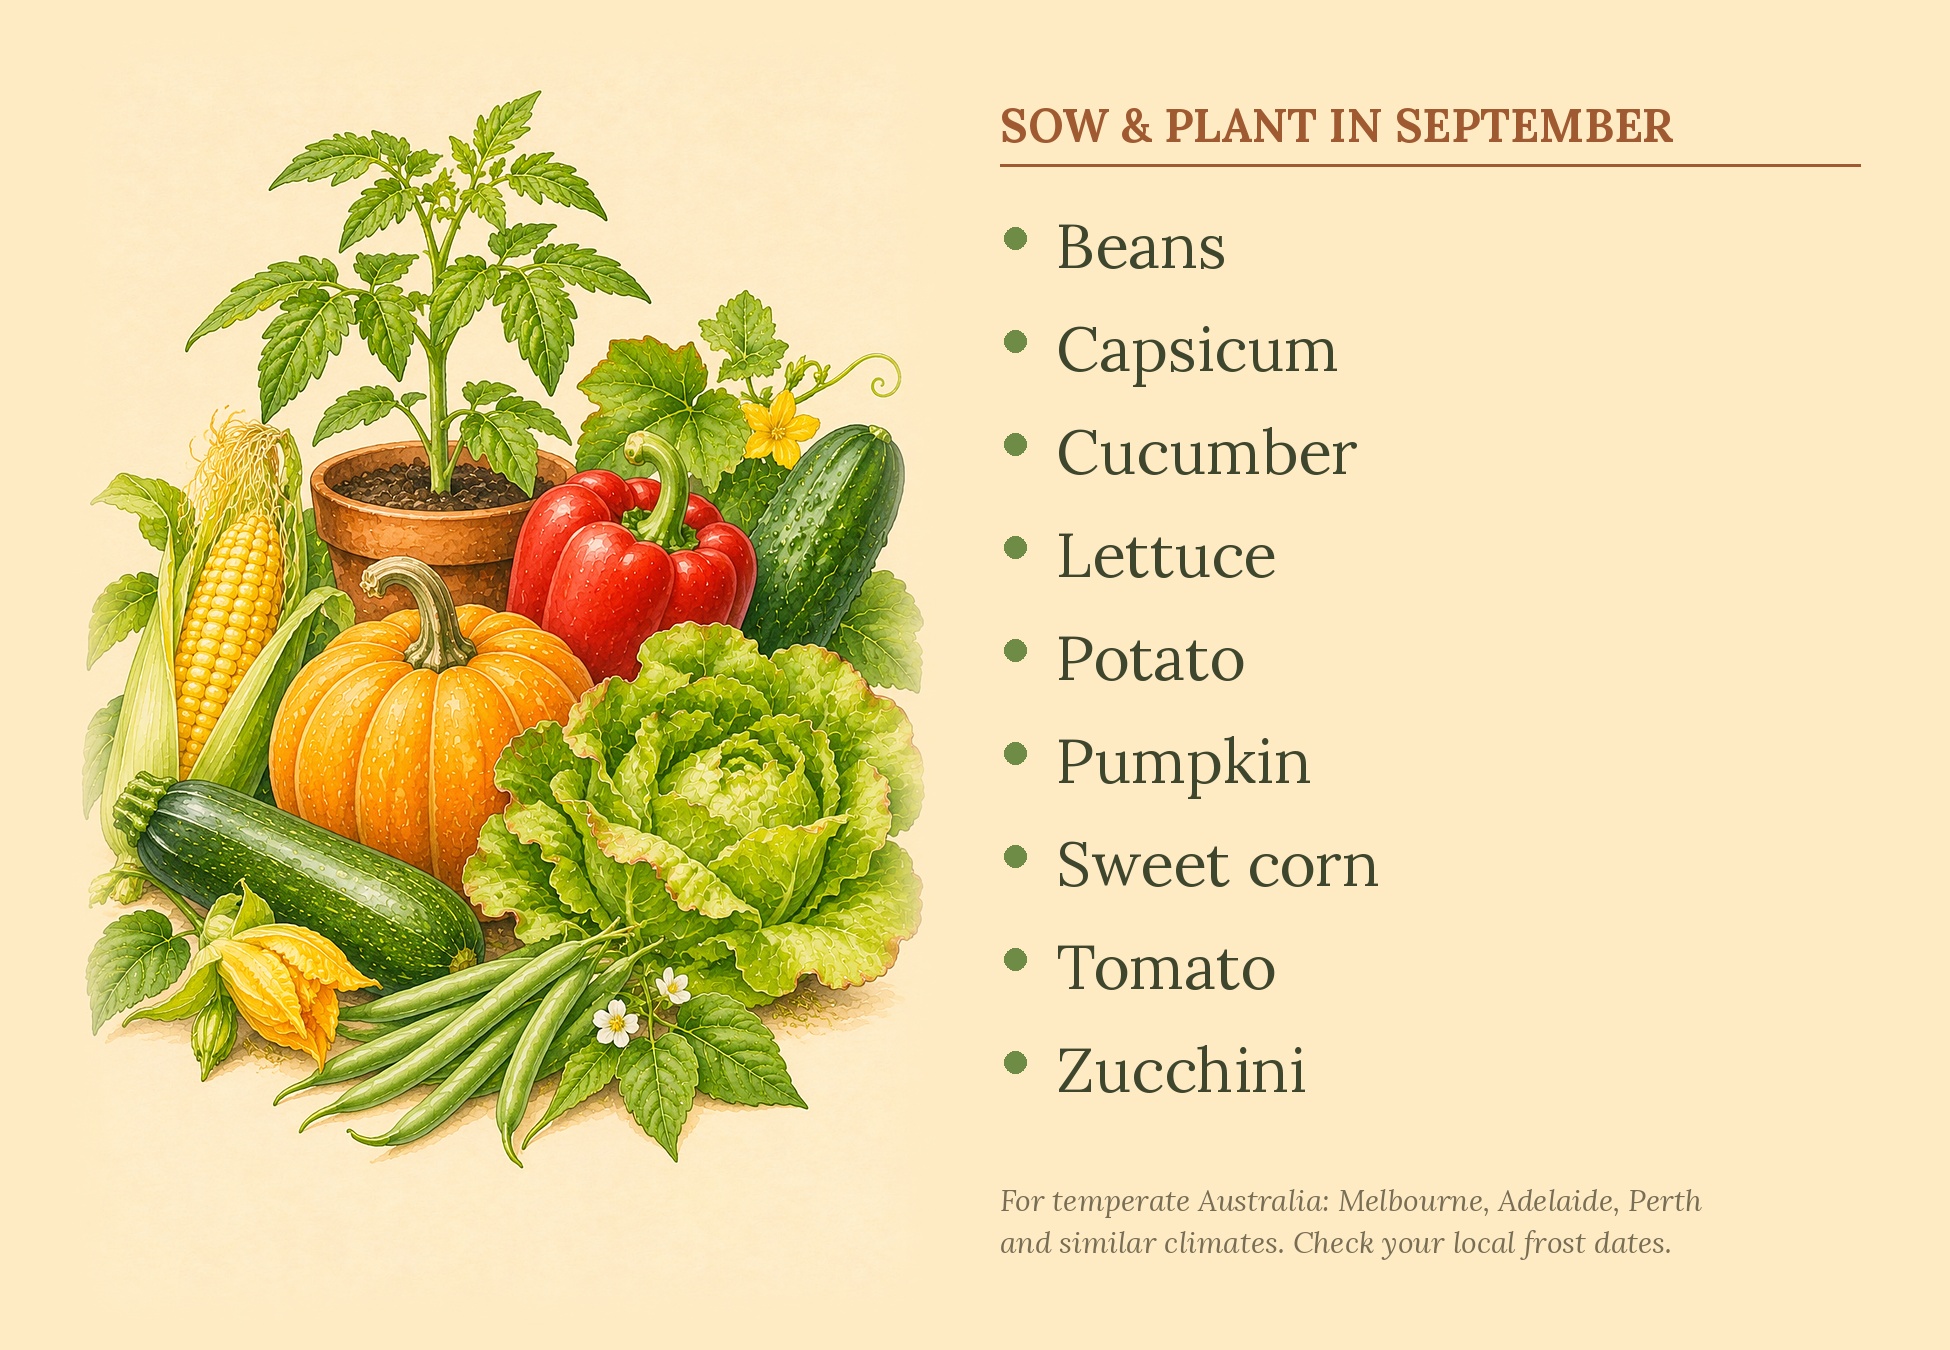 SOW & PLANT IN SEPTEMBER
Beans
Capsicum
Cucumber
Lettuce
Potato
Pumpkin
Sweet corn
Tomato
Zucchini
For temperate Australia: Melbourne, Adelaide, Perth
and similar climates. Check your local frost dates.